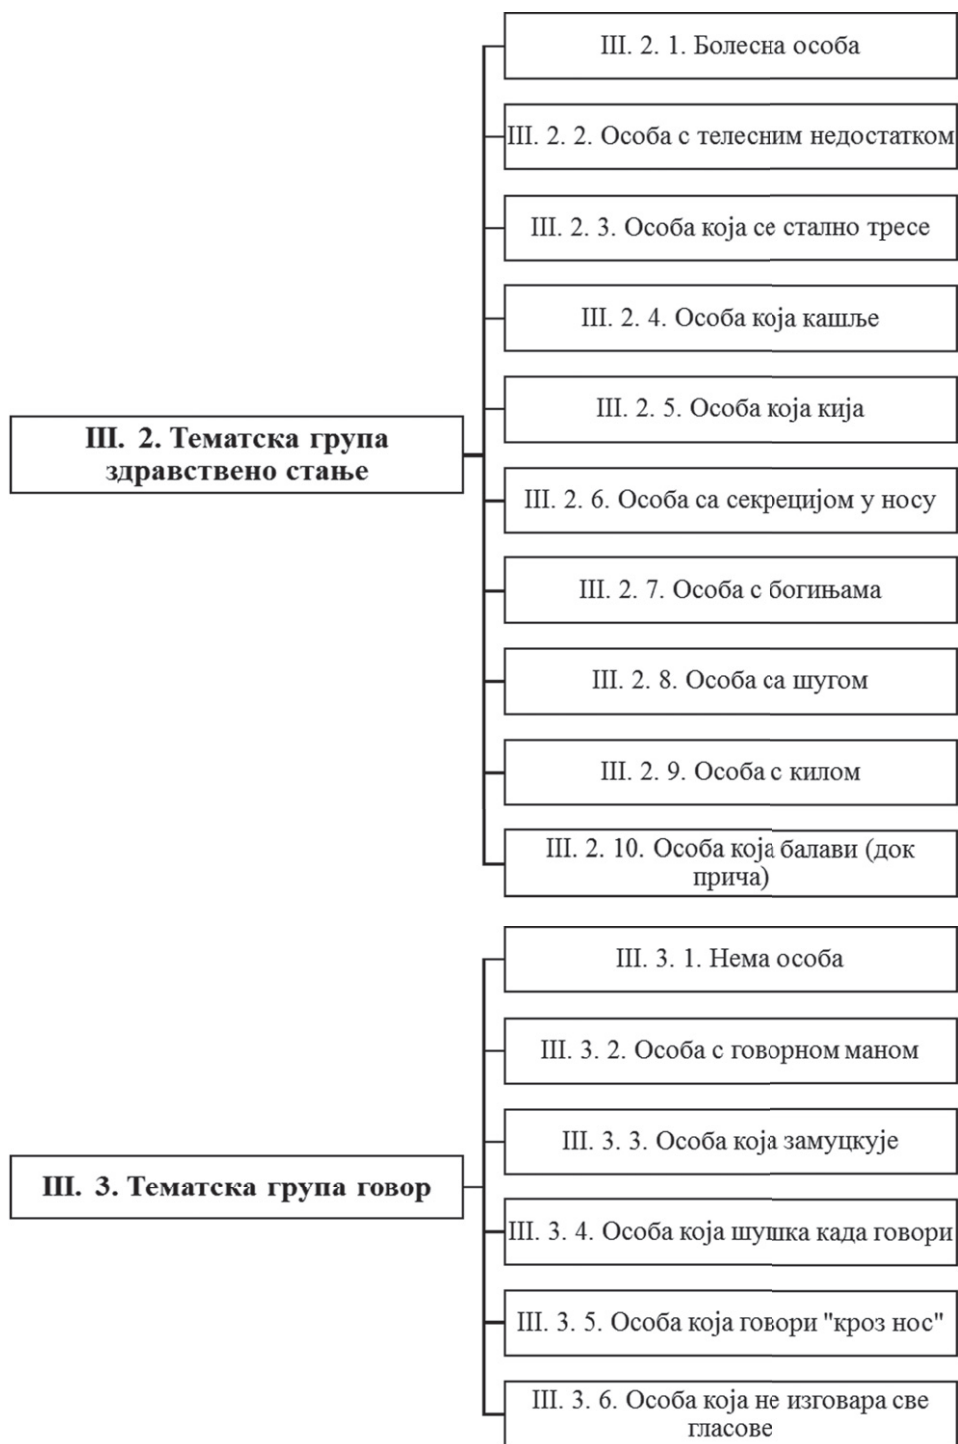 III. 2. Тематска група
здравствено стање
III. 2. 1. Болесна особа
III. 2. 2. Особа с телесним недостатком
III. 2. 3. Особа која се стално тресе
III. 2. 4. Особа која кашље
III. 2. 5. Особа која кија
III. 2. 6. Особа са секрецијом у носу
III. 2. 7. Особа с богињама
III. 2. 8. Особа са шугом
III. 2. 9. Особа с килом
III. 2. 10. Особа која балави (док
прича)
III. 3. Тематска група говор
III. 3. 1. Нема особа
III. 3. 2. Особа с говорном маном
III. 3. 3. Особа која замуцкује
III. 3. 4. Особа која шушка када говори
III. 3. 5. Особа која говори "кроз нос"
III. 3. 6. Особа која не изговара све
гласове